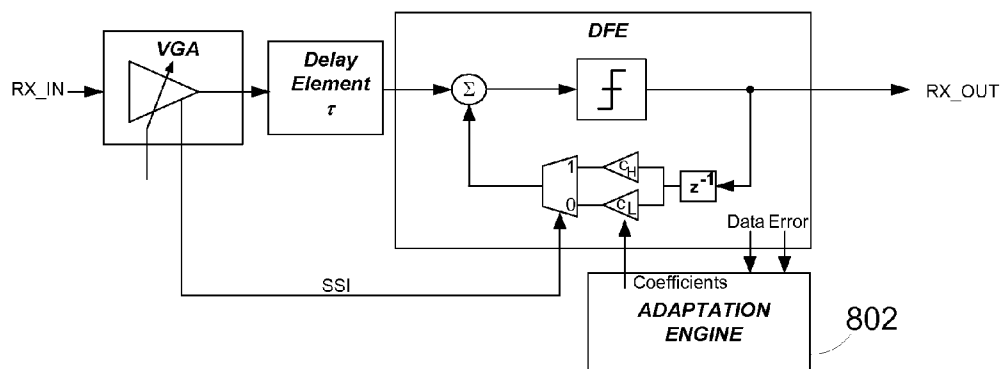 VGA
RX_IN
Delay
Element
τ
DFE
Σ
RX_OUT
1
0
C_H
C_L
z⁻¹
Data Error
SSI
Coefficients
ADAPTATION
ENGINE
802